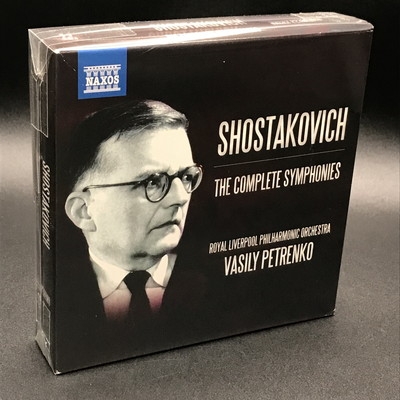 NAXOS
SHOSTAKOVICH
THE COMPLETE SYMPHONIES
ROYAL LIVERPOOL PHILHARMONIC ORCHESTRA
VASILY PETRENKO
SHOSTAKOVICH